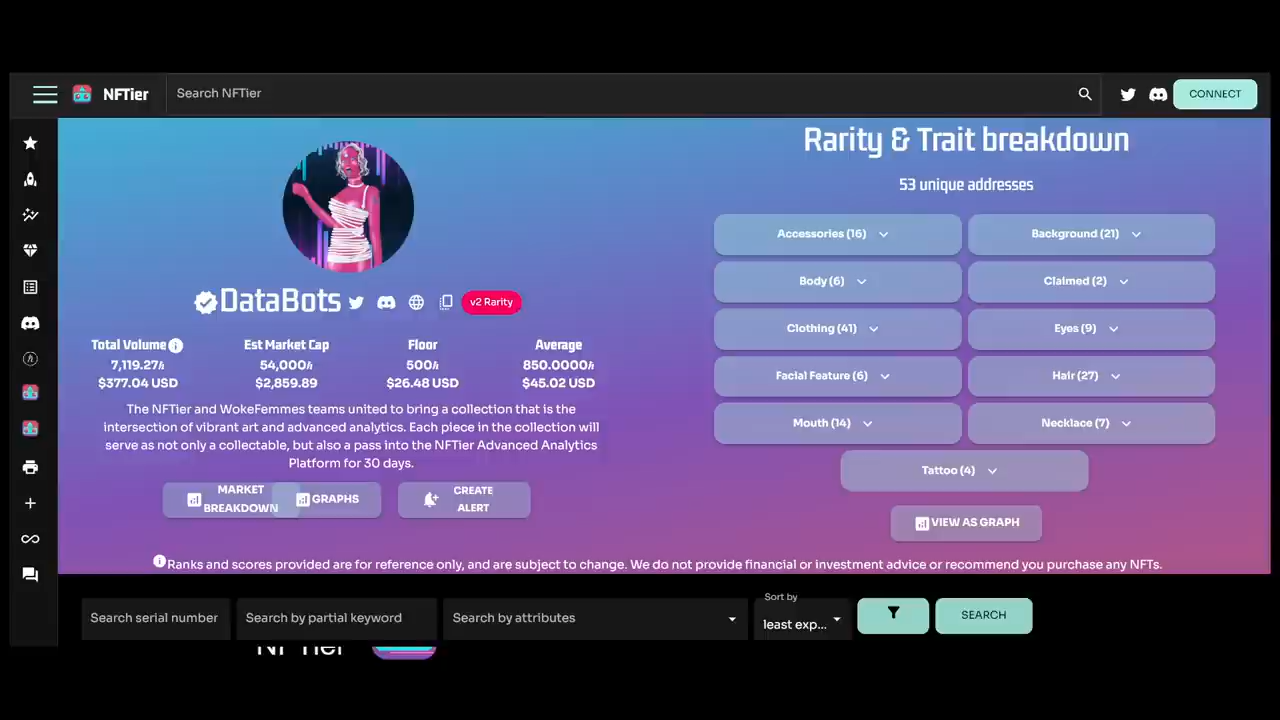 NFTier
Search NFTier
CONNECT
Rarity & Trait breakdown
53 unique addresses
Accessories (16)
Background (21)
Body (6)
Claimed (2)
Clothing (41)
Eyes (9)
Facial Feature (6)
Hair (27)
Mouth (14)
Necklace (7)
Tattoo (4)
VIEW AS GRAPH
DataBots
v2 Rarity
Total Volume
Est Market Cap
Floor
Average
7,119.27ℏ
54,000ℏ
500ℏ
850.0000ℏ
$377.04 USD
$2,859.89
$26.48 USD
$45.02 USD
The NFTier and WokeFemmes teams united to bring a collection that is the
intersection of vibrant art and advanced analytics. Each piece in the collection will
serve as not only a collectable, but also a pass into the NFTier Advanced Analytics
Platform for 30 days.
MARKET
BREAKDOWN
GRAPHS
CREATE
ALERT
Ranks and scores provided are for reference only, and are subject to change. We do not provide financial or investment advice or recommend you purchase any NFTs.
Search serial number
Search by partial keyword
Search by attributes
Sort by
least exp...
SEARCH
NFTier